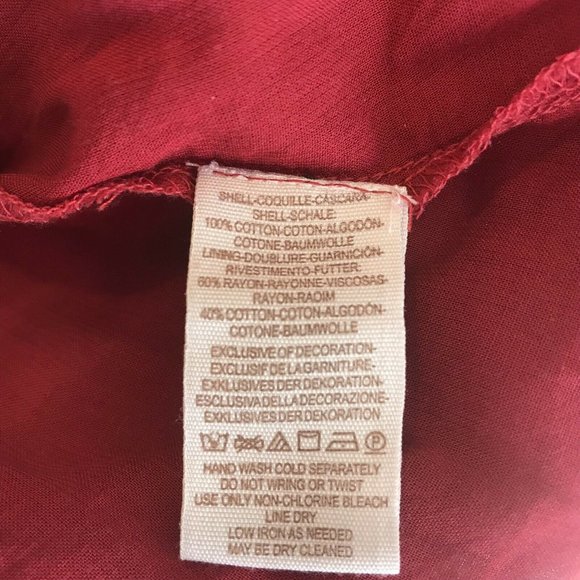 SHELL-COQUILLE-CASCARA-
SHELL-SCHALE:
100% COTTON-COTON-ALGODON-
COTONE-BAUMWOLLE
LINING-DOUBLURE-GUARNICIÓN-
RIVESTIMENTO-FUTTER:
60% RAYON-RAYONNE-VISCOSAS-
RAYON-RAOIM
40% COTTON-COTON-ALGODÓN-
COTONE-BAUMWOLLE
EXCLUSIVE OF DECORATION-
EXCLUSIF DE LA GARNITURE-
EXKLUSIVES DER DEKORATION-
ESCLUSIVA DELLA DECORAZIONE-
EXKLUSIVES DER DEKORATION
P
HAND WASH COLD SEPARATELY
DO NOT WRING OR TWIST
USE ONLY NON-CHLORINE BLEACH
LINE DRY
LOW IRON AS NEEDED
MAY BE DRY CLEANED